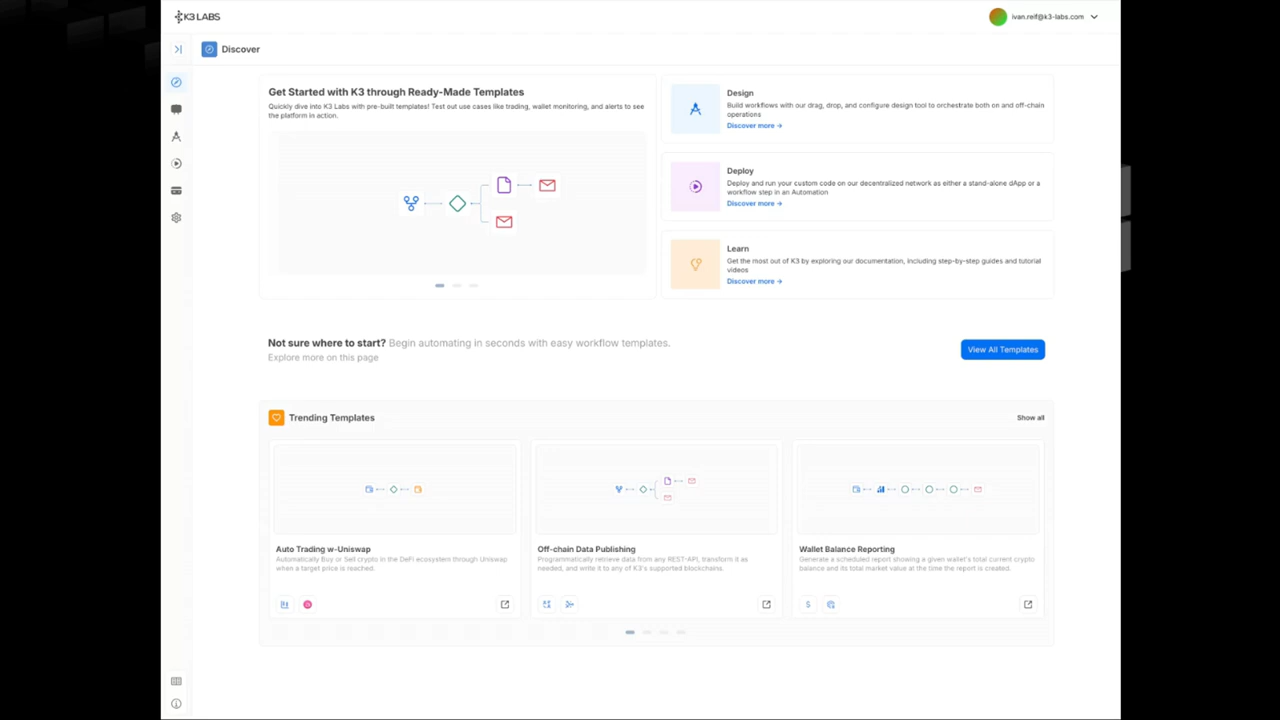 K3 LABS
ivan.reif@k3-labs.com
Discover
Get Started with K3 through Ready-Made Templates
Quickly dive into K3 Labs with pre-built templates! Test out use cases like trading, wallet monitoring, and alerts to see
the platform in action.
Design
Build workflows with our drag, drop, and configure design tool to orchestrate both on and off-chain
operations
Discover more →
Deploy
Deploy and run your custom code on our decentralized network as either a stand-alone dApp or a
workflow step in an Automation
Discover more →
Learn
Get the most out of K3 by exploring our documentation, including step-by-step guides and tutorial
videos
Discover more →
Not sure where to start? Begin automating in seconds with easy workflow templates.
Explore more on this page
View All Templates
Trending Templates
Show all
Auto Trading w-Uniswap
Automatically Buy or Sell crypto in the DeFi ecosystem through Uniswap
when a target price is reached.
Off-chain Data Publishing
Programmatically retrieve data from any REST-API, transform it as
needed, and write it to any of K3's supported blockchains.
Wallet Balance Reporting
Generate a scheduled report showing a given wallet's total current crypto
balance and its total market value at the time the report is created.